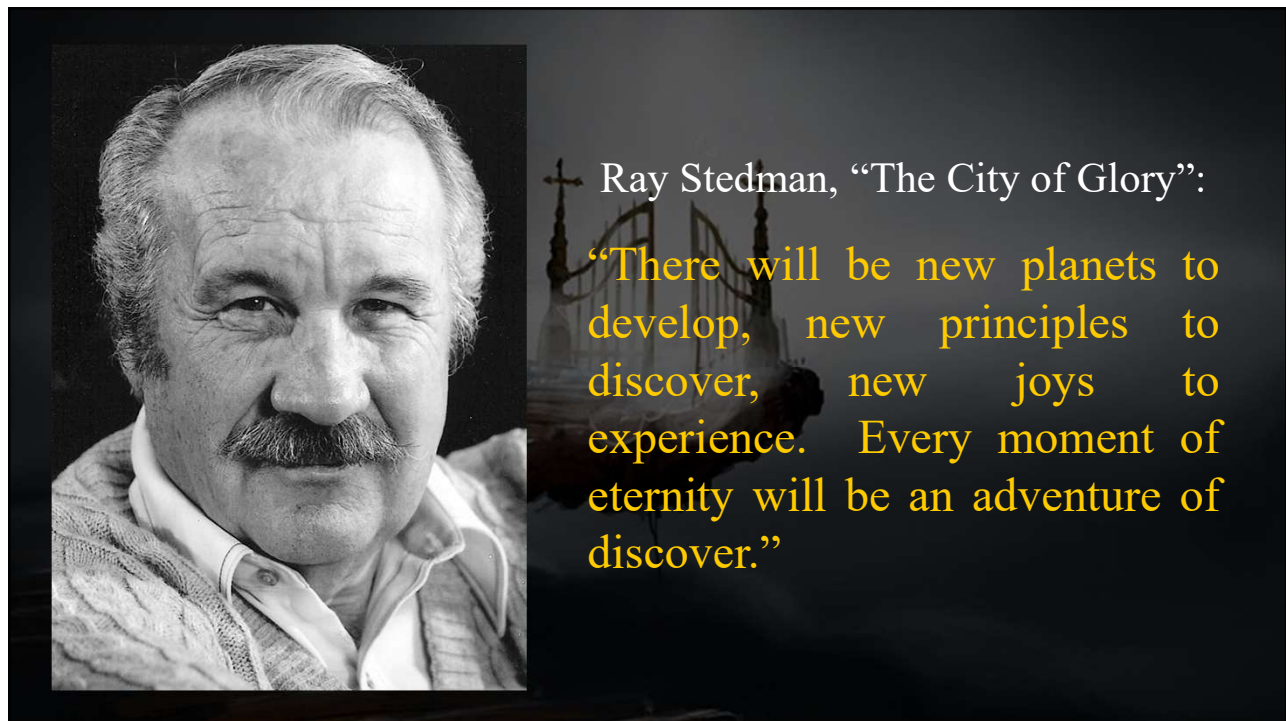 Ray Stedman, “The City of Glory”:
“There will be new planets to
develop, new principles to
discover, new joys to
experience.  Every moment of
eternity will be an adventure of
discover.”